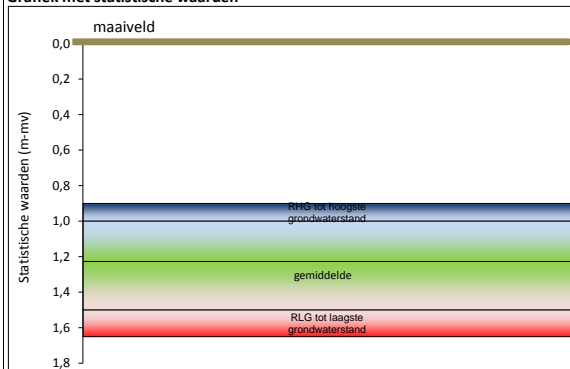 Grafiek met statistische waarden
maaiveld
0,0
0,2
0,4
0,6
0,8
1,0
1,2
1,4
1,6
1,8
Statistische waarden (m-mv)
RHG tot hoogste
grondwaterstand
gemiddelde
RLG tot laagste
grondwaterstand